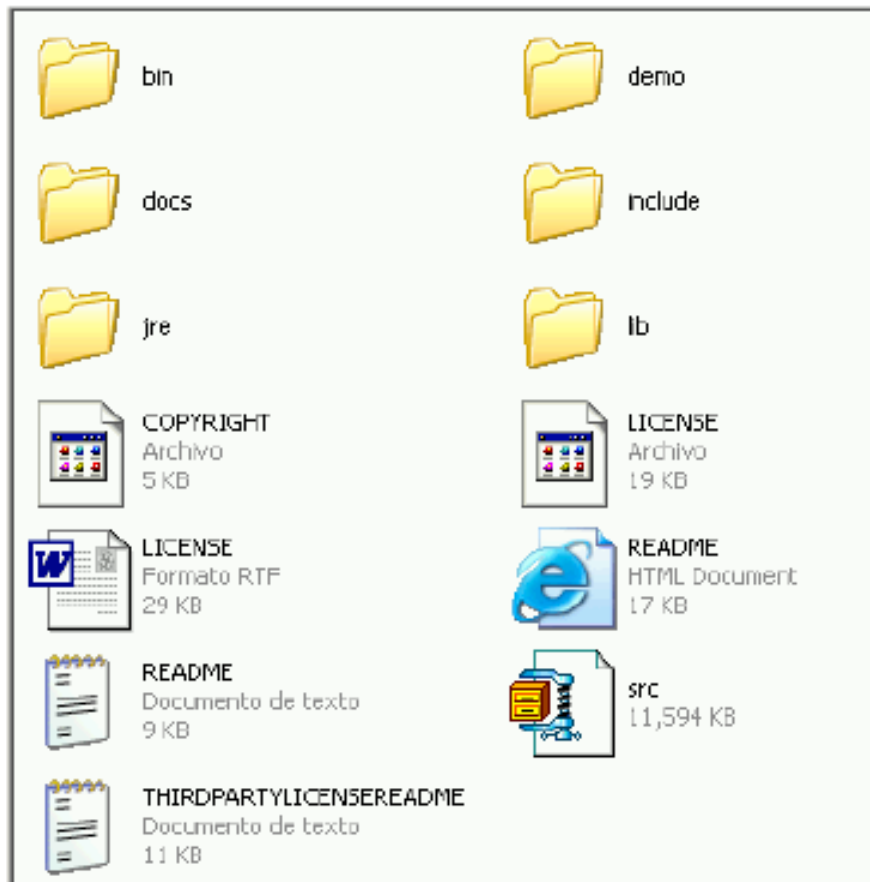 bin
demo
docs
include
jre
lib
COPYRIGHT
Archivo
5 KB
LICENSE
Archivo
19 KB
LICENSE
Formato RTF
29 KB
README
HTML Document
17 KB
README
Documento de texto
9 KB
src
11,594 KB
THIRDPARTYLICENSEREADME
Documento de texto
11 KB